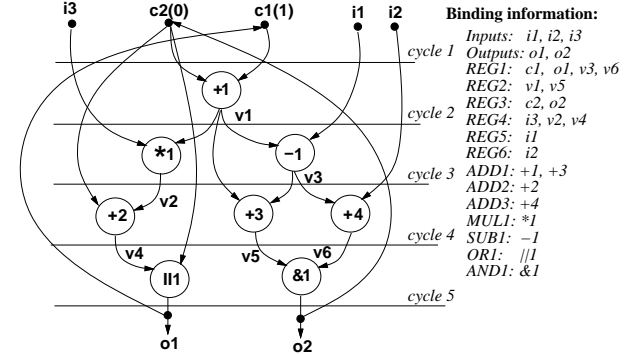 i3 c2(0) c1(1) i1 i2
cycle 1
+1
v1
cycle 2
*1
−1
v3
cycle 3
v2
+2
+3
+4
cycle 4
v4
v5
v6
||1
&1
cycle 5
o1
o2
Binding information:
Inputs: i1, i2, i3
Outputs: o1, o2
REG1: c1, o1, v3, v6
REG2: v1, v5
REG3: c2, o2
REG4: i3, v2, v4
REG5: i1
REG6: i2
ADD1: +1, +3
ADD2: +2
ADD3: +4
MUL1: *1
SUB1: −1
OR1: //1
AND1: &1